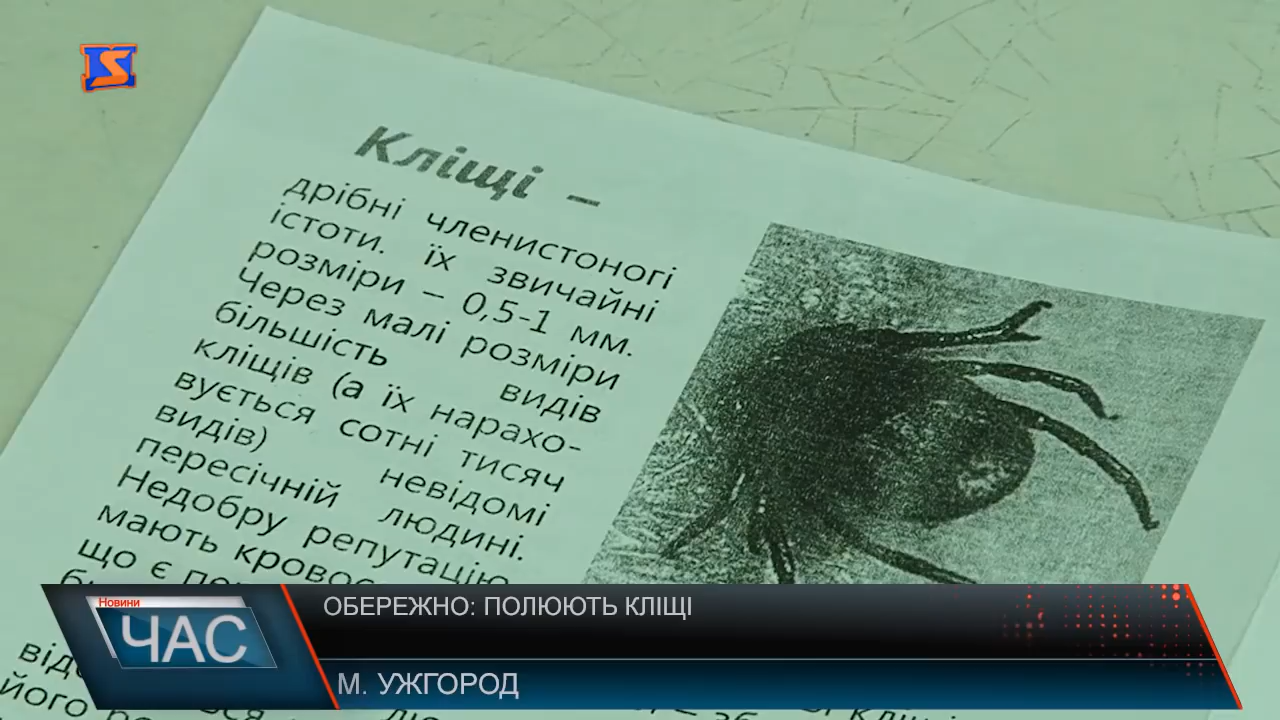 Кліщі –
дрібні членистоногі
істоти. їх звичайні
розміри – 0,5-1 мм.
Через малі розміри
більшість видів
кліщів (а їх нарахо-
вується сотні тисяч
видів) невідомі
пересічній людині.
Недобру репутацію
мають
що є
його
Новини
ЧАС
ОБЕРЕЖНО: ПОЛЮЮТЬ КЛІЩІ
М. УЖГОРОД